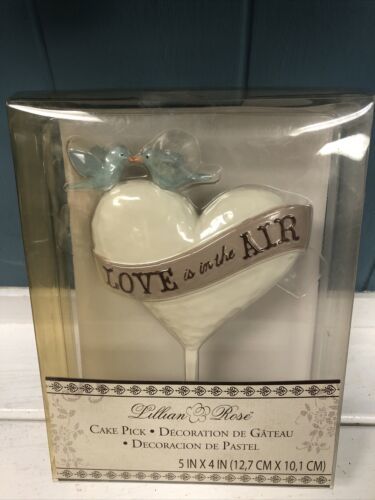 LOVE is in the AIR
Lillian Rose
CAKE PICK • DÉCORATION DE GÂTEAU
• DECORACION DE PASTEL
5 IN X 4 IN (12,7 CM X 10,1 CM)